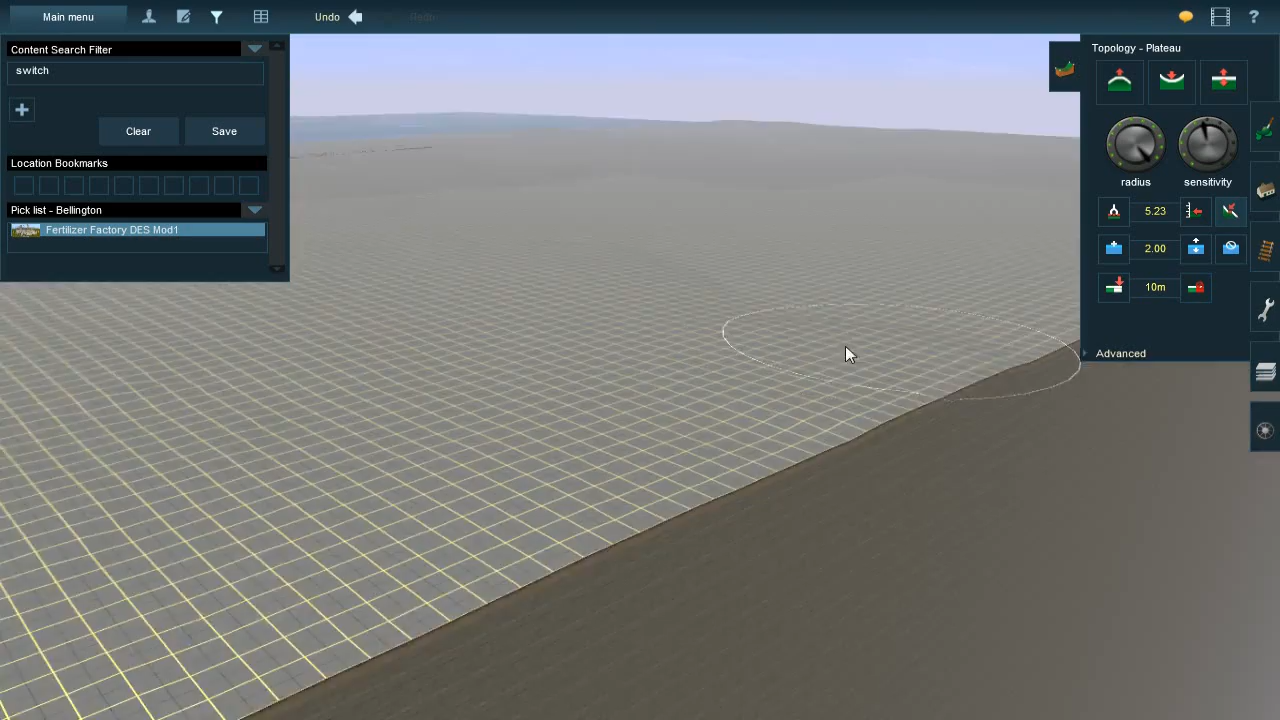 Main menu
Undo
Redo
Content Search Filter
switch
Clear
Save
Location Bookmarks
Pick list - Bellington
Fertilizer Factory DES Mod1
Topology - Plateau
radius
sensitivity
5.23
2.00
10m
Advanced